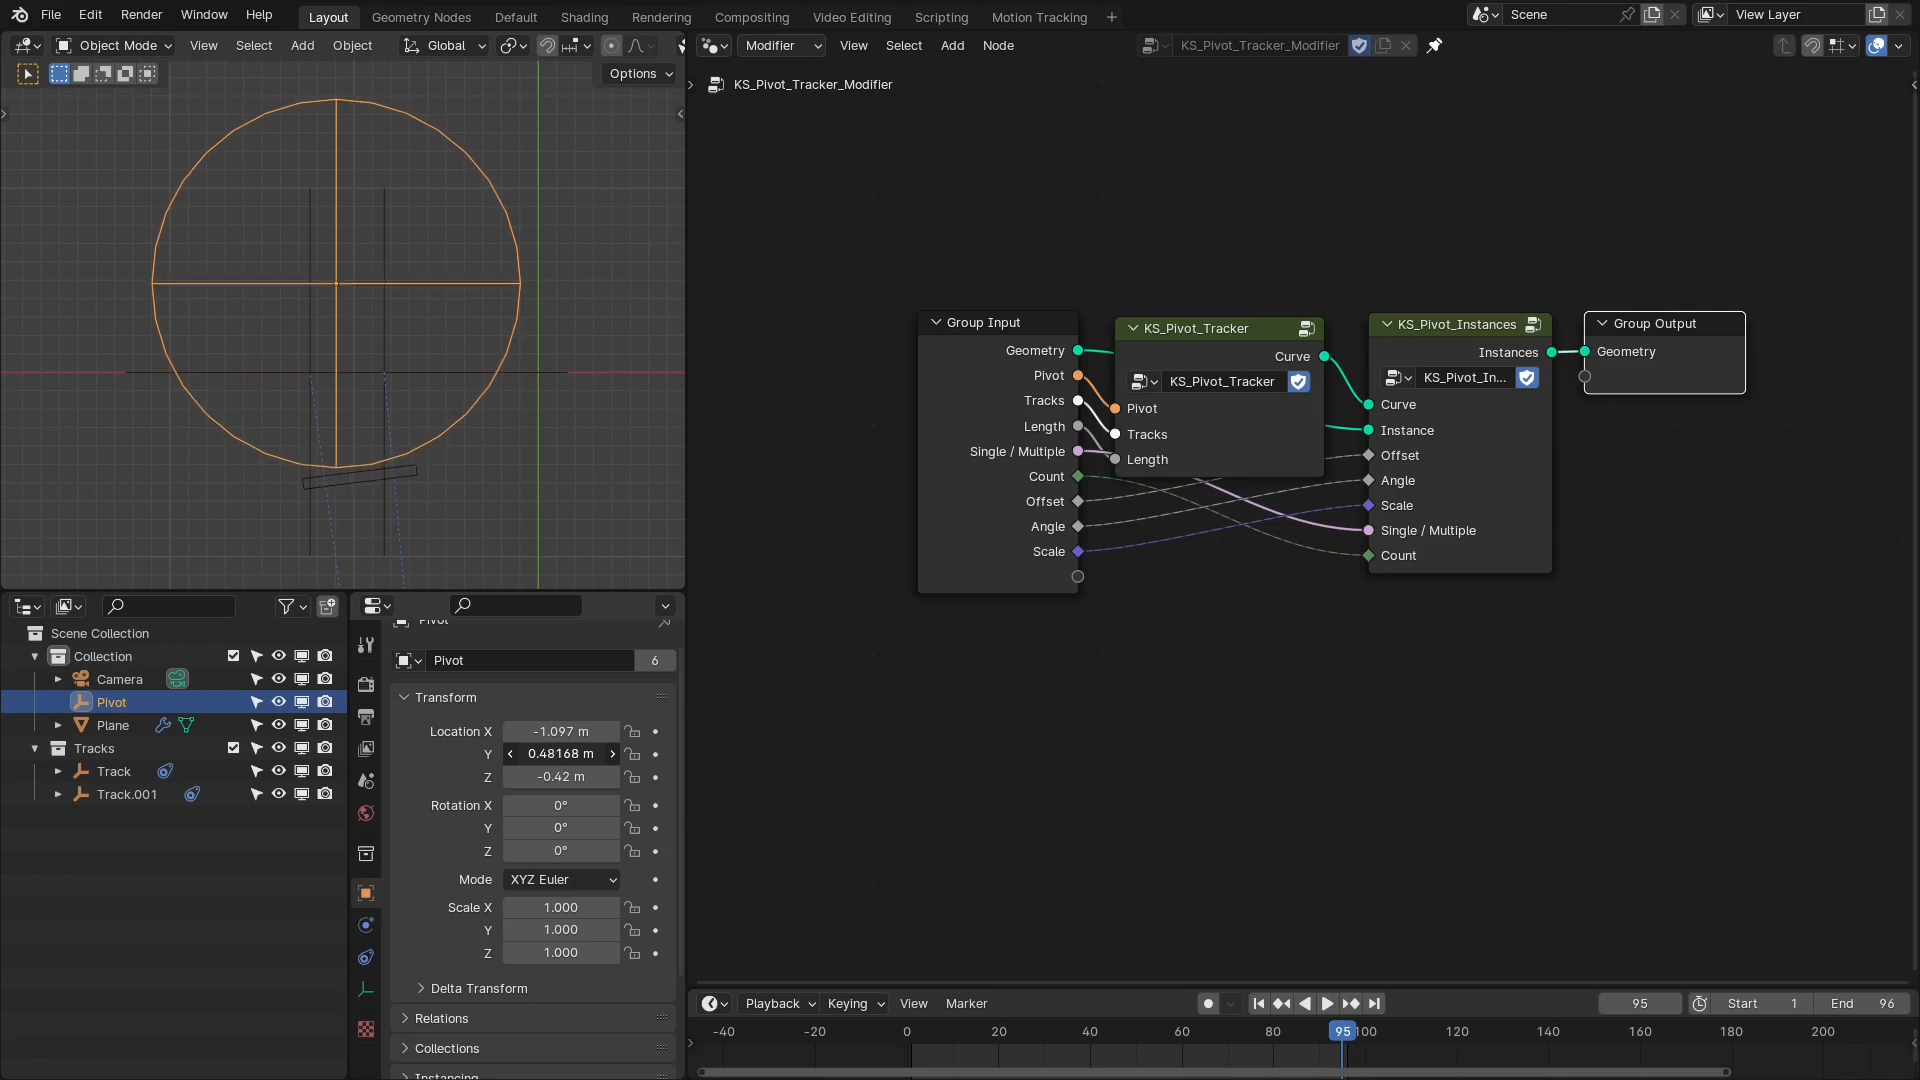 File Edit Render Window Help
Layout Geometry Nodes Default Shading Rendering Compositing Video Editing Scripting Motion Tracking +
Scene
View Layer
Object Mode View Select Add Object Global
Options
Modifier View Select Add Node
KS_Pivot_Tracker_Modifier
KS_Pivot_Tracker_Modifier
Group Input
Geometry
Pivot
Tracks
Length
Single / Multiple
Count
Offset
Angle
Scale
KS_Pivot_Tracker
Curve
KS_Pivot_Tracker
Pivot
Tracks
Length
KS_Pivot_Instances
Instances
KS_Pivot_In...
Curve
Instance
Offset
Angle
Scale
Single / Multiple
Count
Group Output
Geometry
Scene Collection
Collection
Camera
Pivot
Plane
Tracks
Track
Track.001
Pivot
Pivot 6
Transform
Location X -1.097 m
Y 0.48168 m
Z -0.42 m
Rotation X 0°
Y 0°
Z 0°
Mode XYZ Euler
Scale X 1.000
Y 1.000
Z 1.000
Delta Transform
Relations
Collections
Instancing
Playback Keying View Marker
95
Start 1
End 96
-40 -20 0 20 40 60 80 95 100 120 140 160 180 200